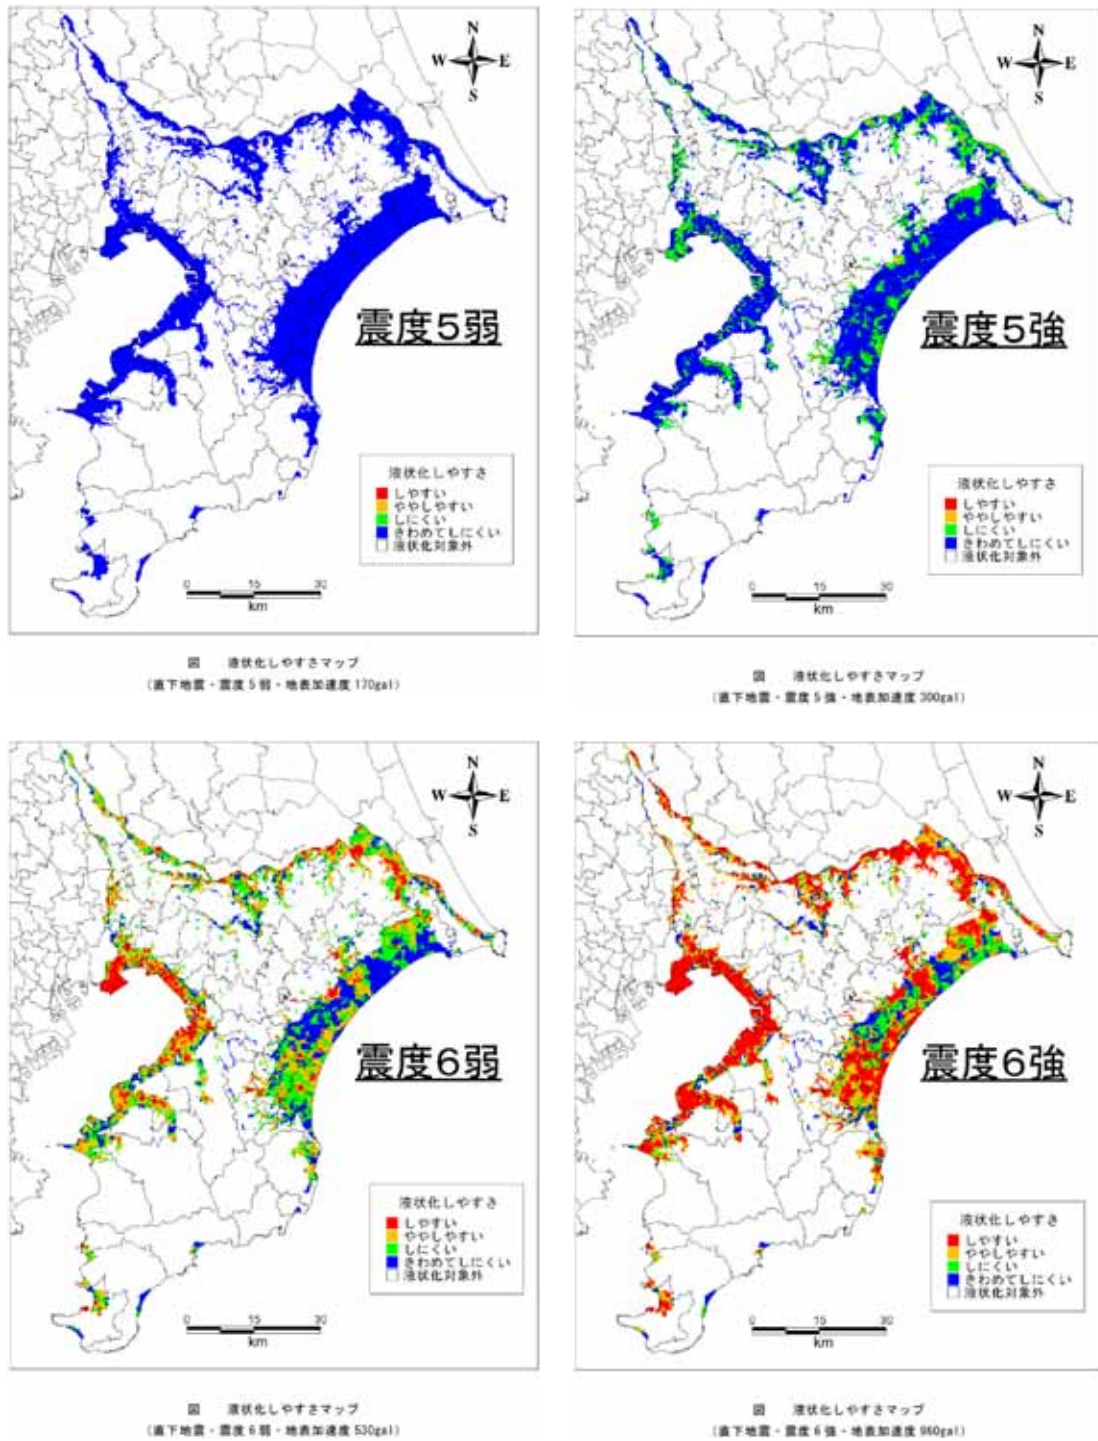 N
W E
S
震度5弱
液状化しやすさ
しやすい
ややしやすい
しにくい
きわめてしにくい
液状化対象外
0 15 30
km
図 液状化しやすさマップ
(直下地震・震度5弱・地表加速度170gal)
N
W E
S
震度5強
液状化しやすさ
しやすい
ややしやすい
しにくい
きわめてしにくい
液状化対象外
0 15 30
km
図 液状化しやすさマップ
(直下地震・震度5強・地表加速度300gal)
N
W E
S
震度6弱
液状化しやすさ
しやすい
ややしやすい
しにくい
きわめてしにくい
液状化対象外
0 15 30
km
図 液状化しやすさマップ
(直下地震・震度6弱・地表加速度530gal)
N
W E
S
震度6強
液状化しやすさ
しやすい
ややしやすい
しにくい
きわめてしにくい
液状化対象外
0 15 30
km
図 液状化しやすさマップ
(直下地震・震度6強・地表加速度960gal)